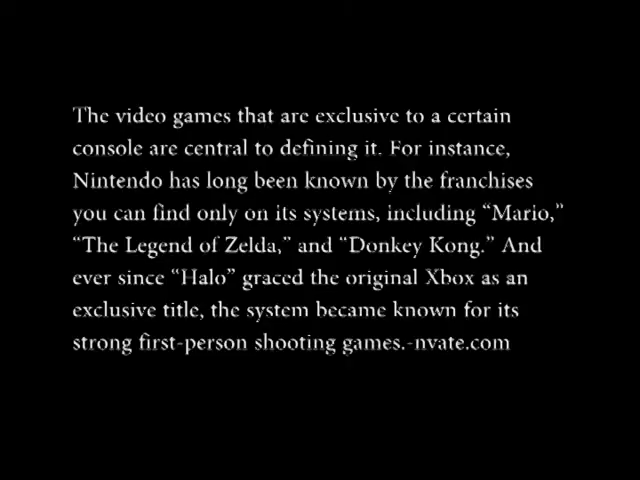 The video games that are exclusive to a certain
console are central to defining it. For instance,
Nintendo has long been known by the franchises
you can find only on its systems, including “Mario,”
“The Legend of Zelda,” and “Donkey Kong.” And
ever since “Halo” graced the original Xbox as an
exclusive title, the system became known for its
strong first-person shooting games.-nvate.com